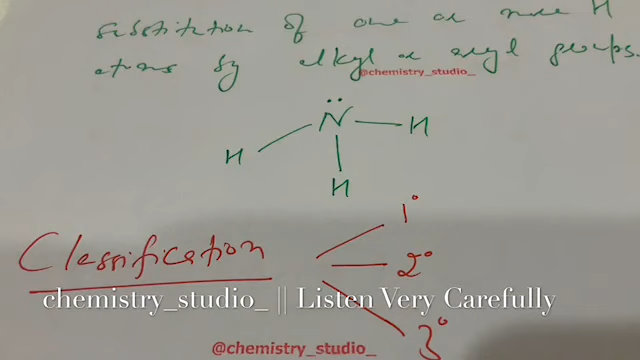 substitution of one or more H
atoms by alkyl or aryl groups.
@chemistry_studio_
N
H
H
H
1°
Classification
2°
chemistry_studio_ || Listen Very Carefully
3°
@chemistry_studio_